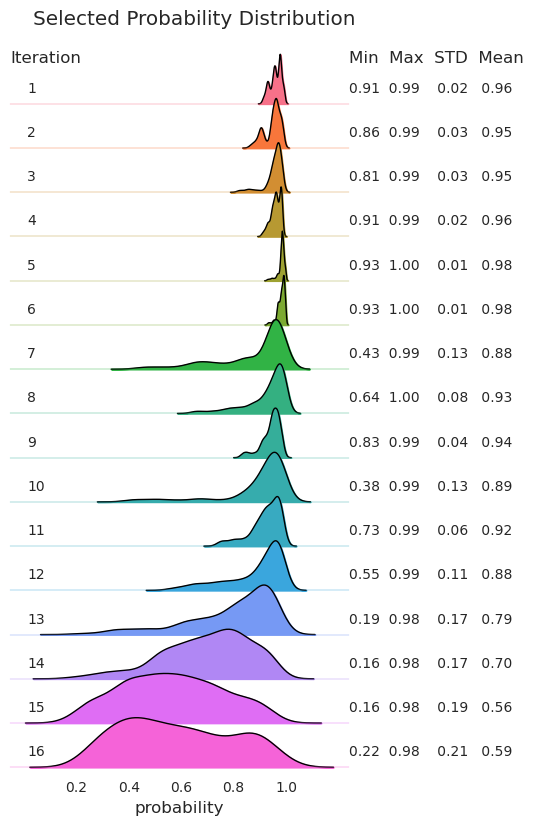 Selected Probability Distribution
Iteration Min Max STD Mean
1 0.91 0.99 0.02 0.96
2 0.86 0.99 0.03 0.95
3 0.81 0.99 0.03 0.95
4 0.91 0.99 0.02 0.96
5 0.93 1.00 0.01 0.98
6 0.93 1.00 0.01 0.98
7 0.43 0.99 0.13 0.88
8 0.64 1.00 0.08 0.93
9 0.83 0.99 0.04 0.94
10 0.38 0.99 0.13 0.89
11 0.73 0.99 0.06 0.92
12 0.55 0.99 0.11 0.88
13 0.19 0.98 0.17 0.79
14 0.16 0.98 0.17 0.70
15 0.16 0.98 0.19 0.56
16 0.22 0.98 0.21 0.59
0.2 0.4 0.6 0.8 1.0
probability